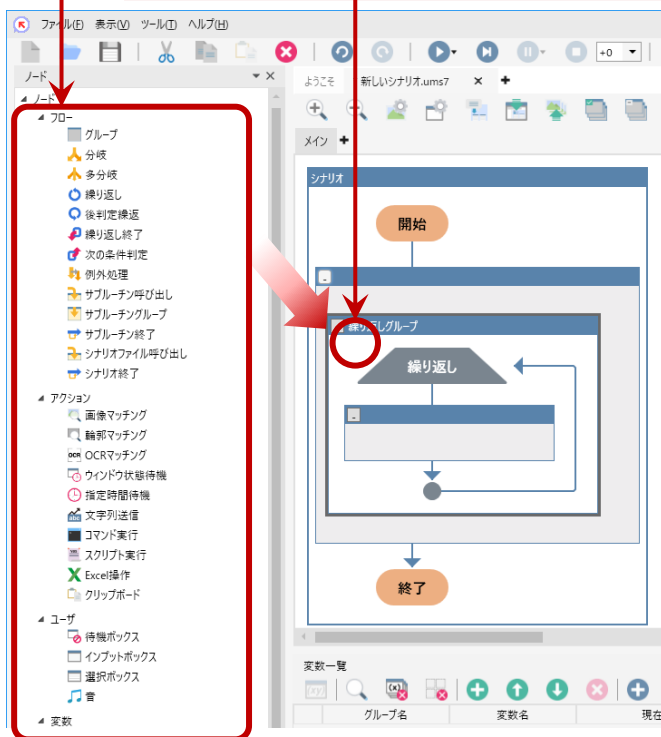 ファイル(F) 表示(V) ツール(T) ヘルプ(H)
+0
ノード
ようこそ 新しいシナリオ.ums7
ノード
フロー
グループ
分岐
多分岐
繰り返し
後判定繰返
繰り返し終了
次の条件判定
例外処理
サブルーチン呼び出し
サブルーチングループ
サブルーチン終了
シナリオファイル呼び出し
シナリオ終了
アクション
画像マッチング
輪郭マッチング
OCR OCRマッチング
ウィンドウ状態待機
指定時間待機
abc 文字列送信
コマンド実行
スクリプト実行
Excel操作
クリップボード
ユーザ
待機ボックス
インプットボックス
選択ボックス
音
変数
メイン
シナリオ
開始
繰り返しグループ
繰り返し
終了
変数一覧
グループ名 変数名 現在